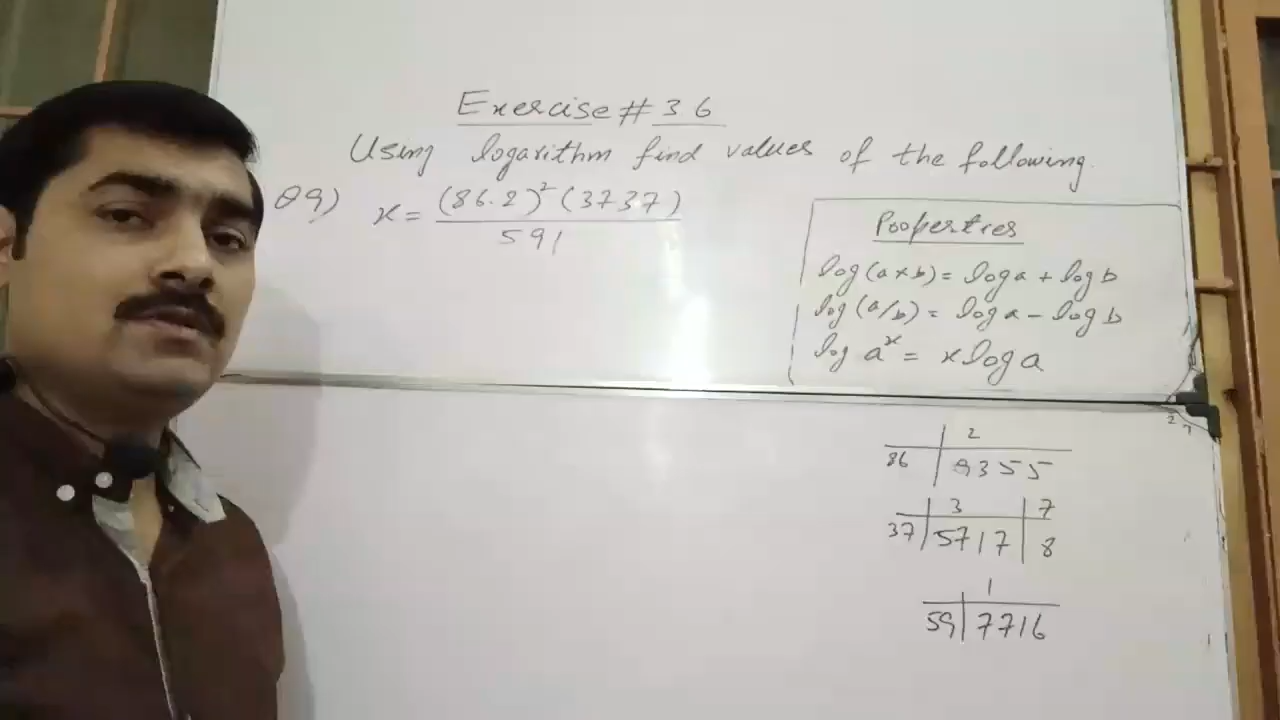 Exercise # 36
Using logarithm find values of the following.
Q9) x = (86.2)² (3737)
591
Properties
log (a×b) = log a + log b
log (a/b) = log a - log b
log aˣ = x log a
2
86 9355
3 7
37 5717 8
1
59 7716